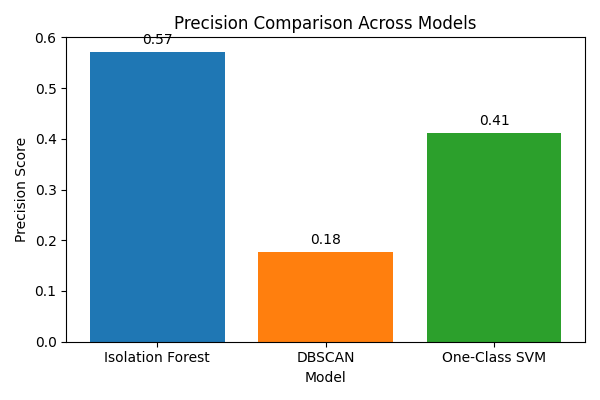 Precision Comparison Across Models
Precision Score
0.6
0.5
0.4
0.3
0.2
0.1
0.0
0.57
0.18
0.41
Isolation Forest
DBSCAN
One-Class SVM
Model